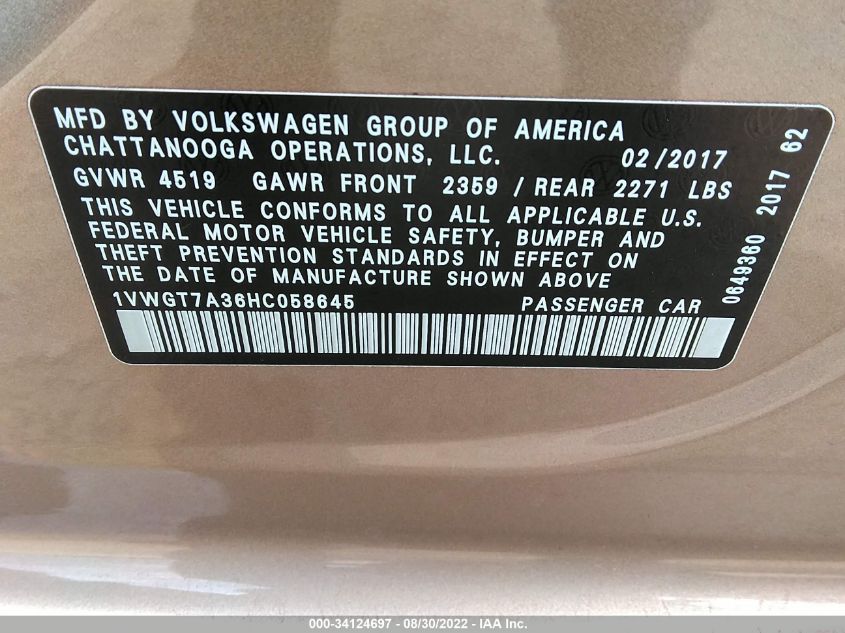 MFD BY VOLKSWAGEN GROUP OF AMERICA
CHATTANOOGA OPERATIONS, LLC. 02/2017
GVWR 4519 GAWR FRONT 2359 / REAR 2271 LBS
THIS VEHICLE CONFORMS TO ALL APPLICABLE U.S.
FEDERAL MOTOR VEHICLE SAFETY, BUMPER AND
THEFT PREVENTION STANDARDS IN EFFECT ON
THE DATE OF MANUFACTURE SHOWN ABOVE
1VWGT7A36HC058645 PASSENGER CAR
0649360 2017 62
000-34124697 - 08/30/2022 - IAA Inc.